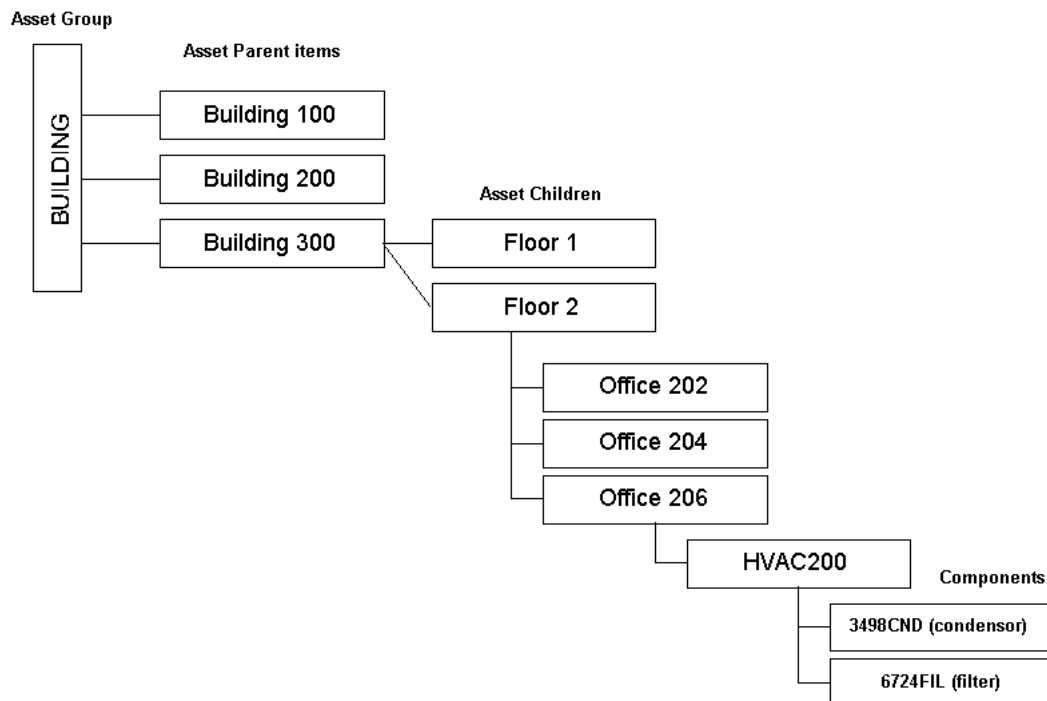 Asset Group
Asset Parent items
BUILDING
Building 100
Building 200
Asset Children
Building 300
Floor 1
Floor 2
Office 202
Office 204
Office 206
HVAC200
Components
3498CND (condensor)
6724FIL (filter)